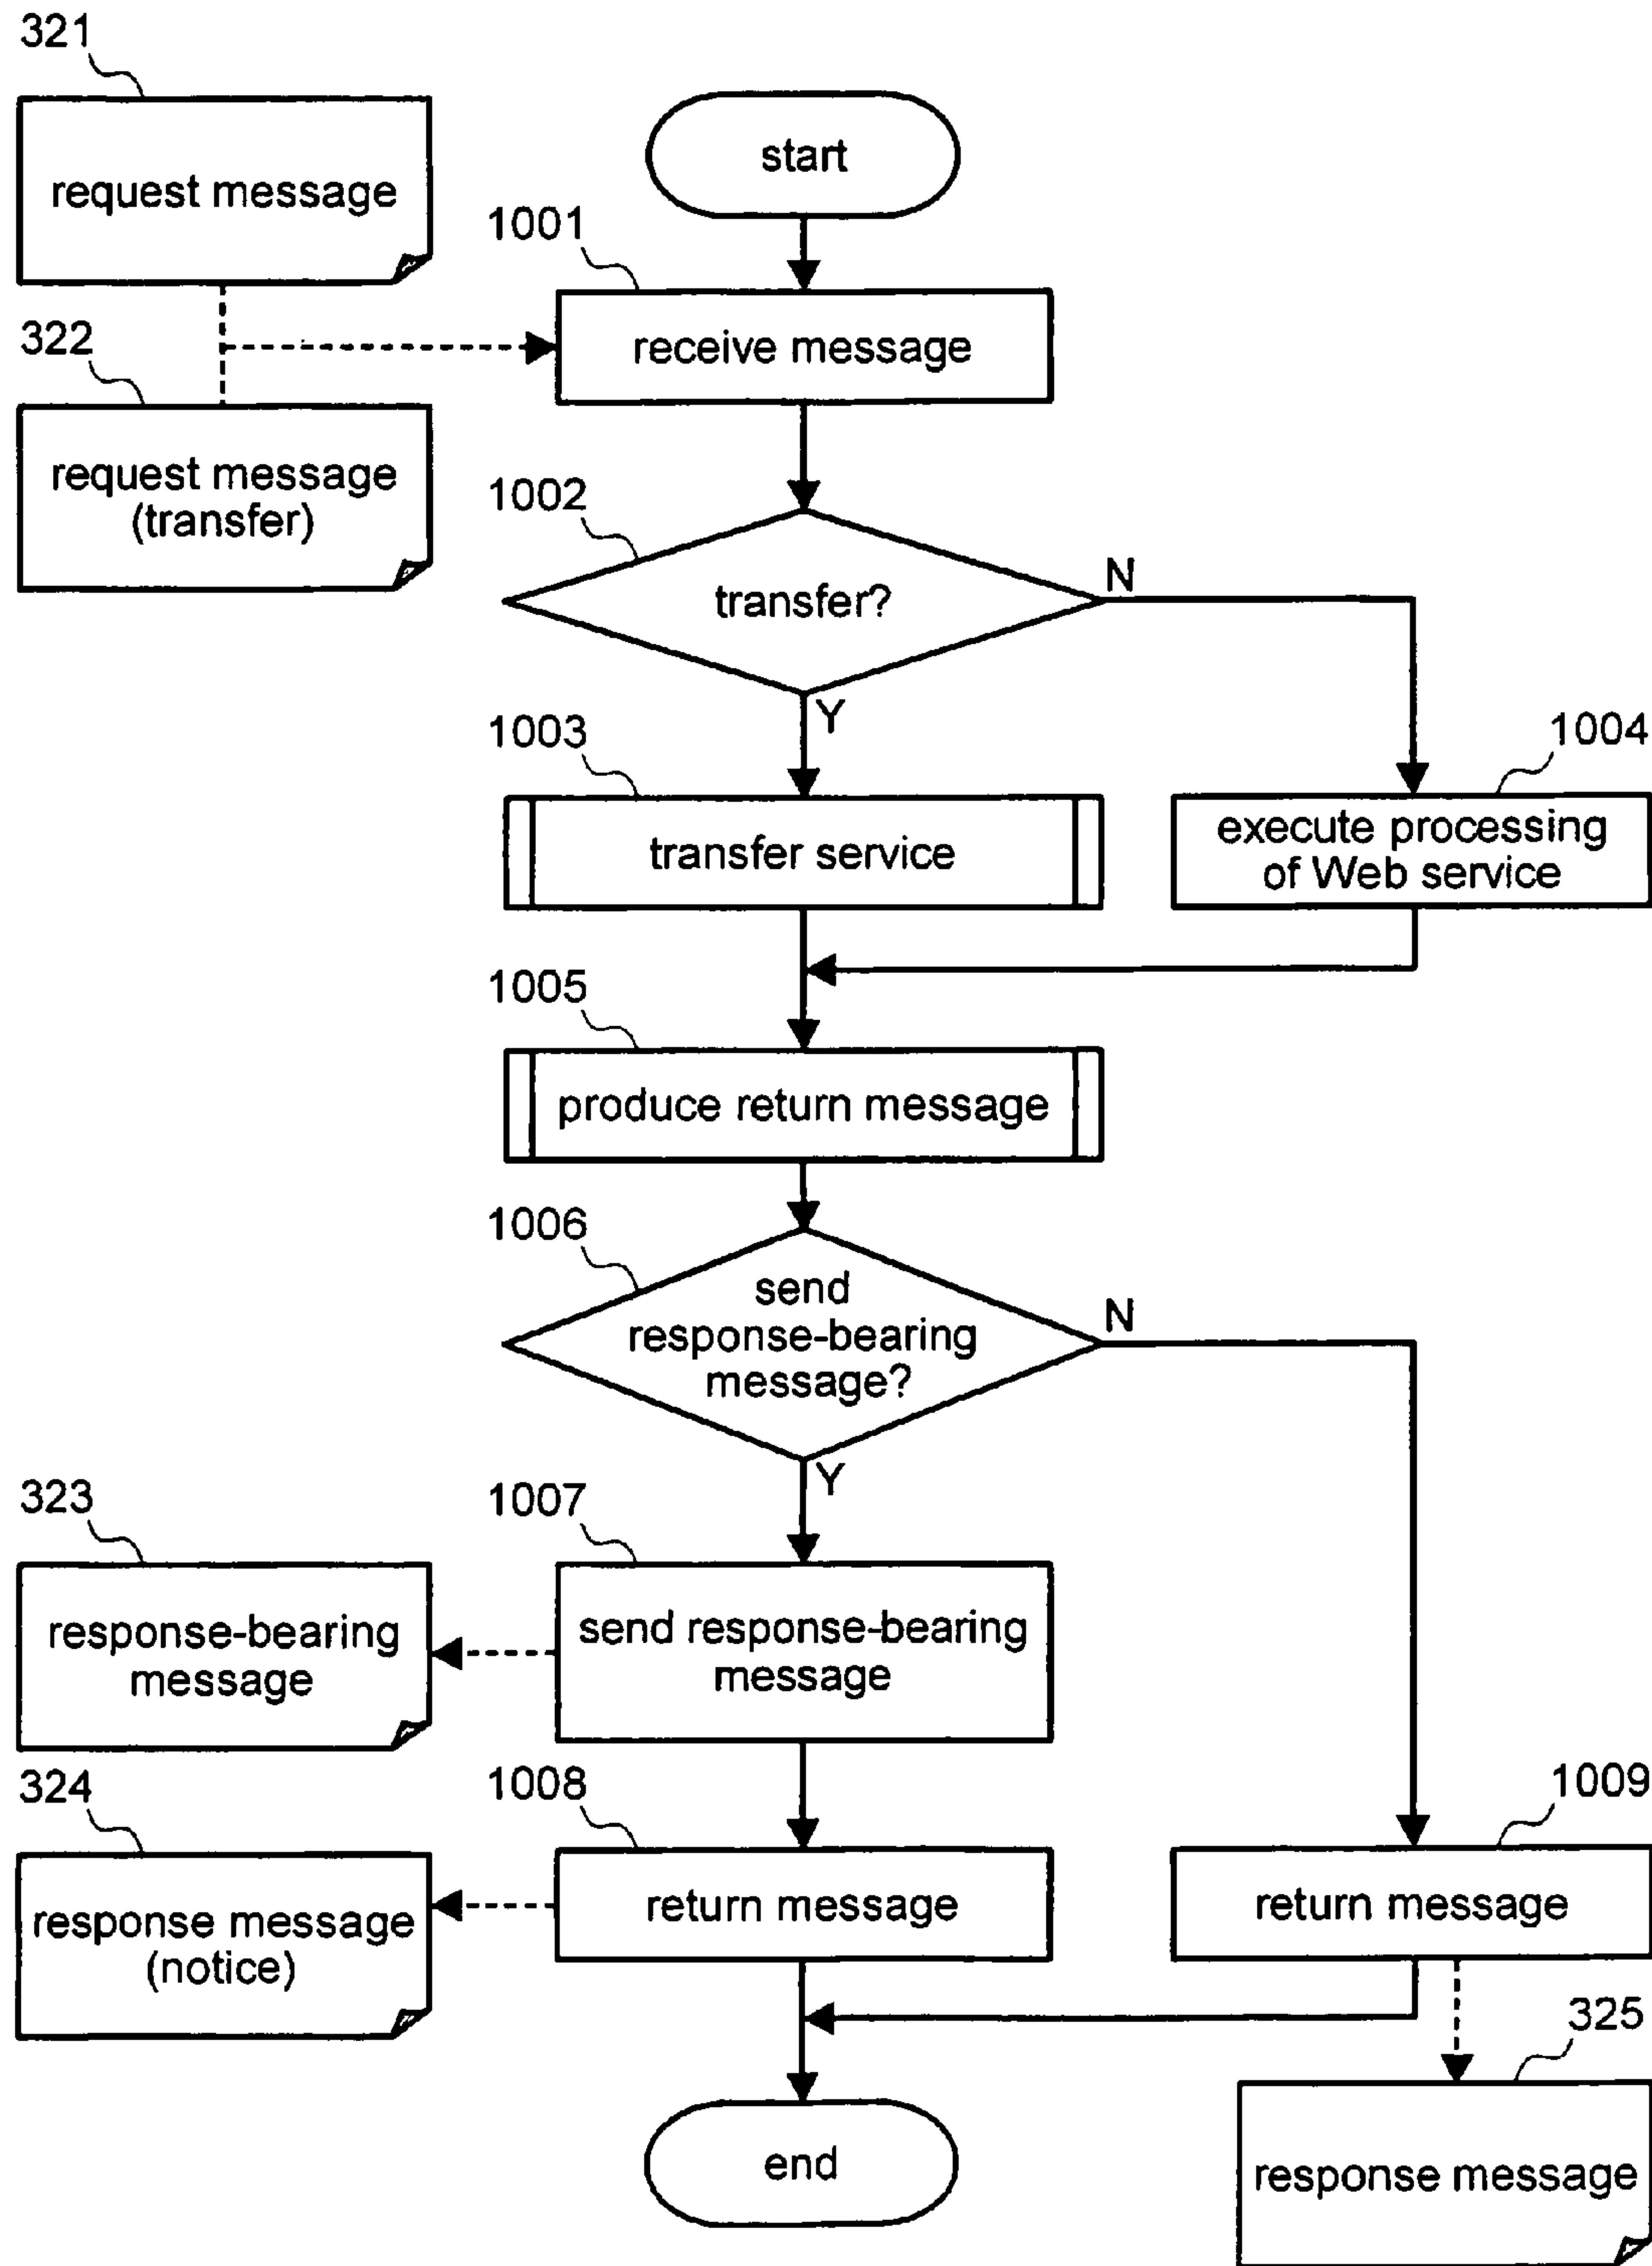 321
request message
start
1001
322
receive message
request message
(transfer)
1002
transfer?
N
Y
1003
transfer service
1004
execute processing
of Web service
1005
produce return message
1006
send
response-bearing
message?
N
Y
323
response-bearing
message
1007
send response-bearing
message
324
response message
(notice)
1008
return message
1009
return message
325
response message
end